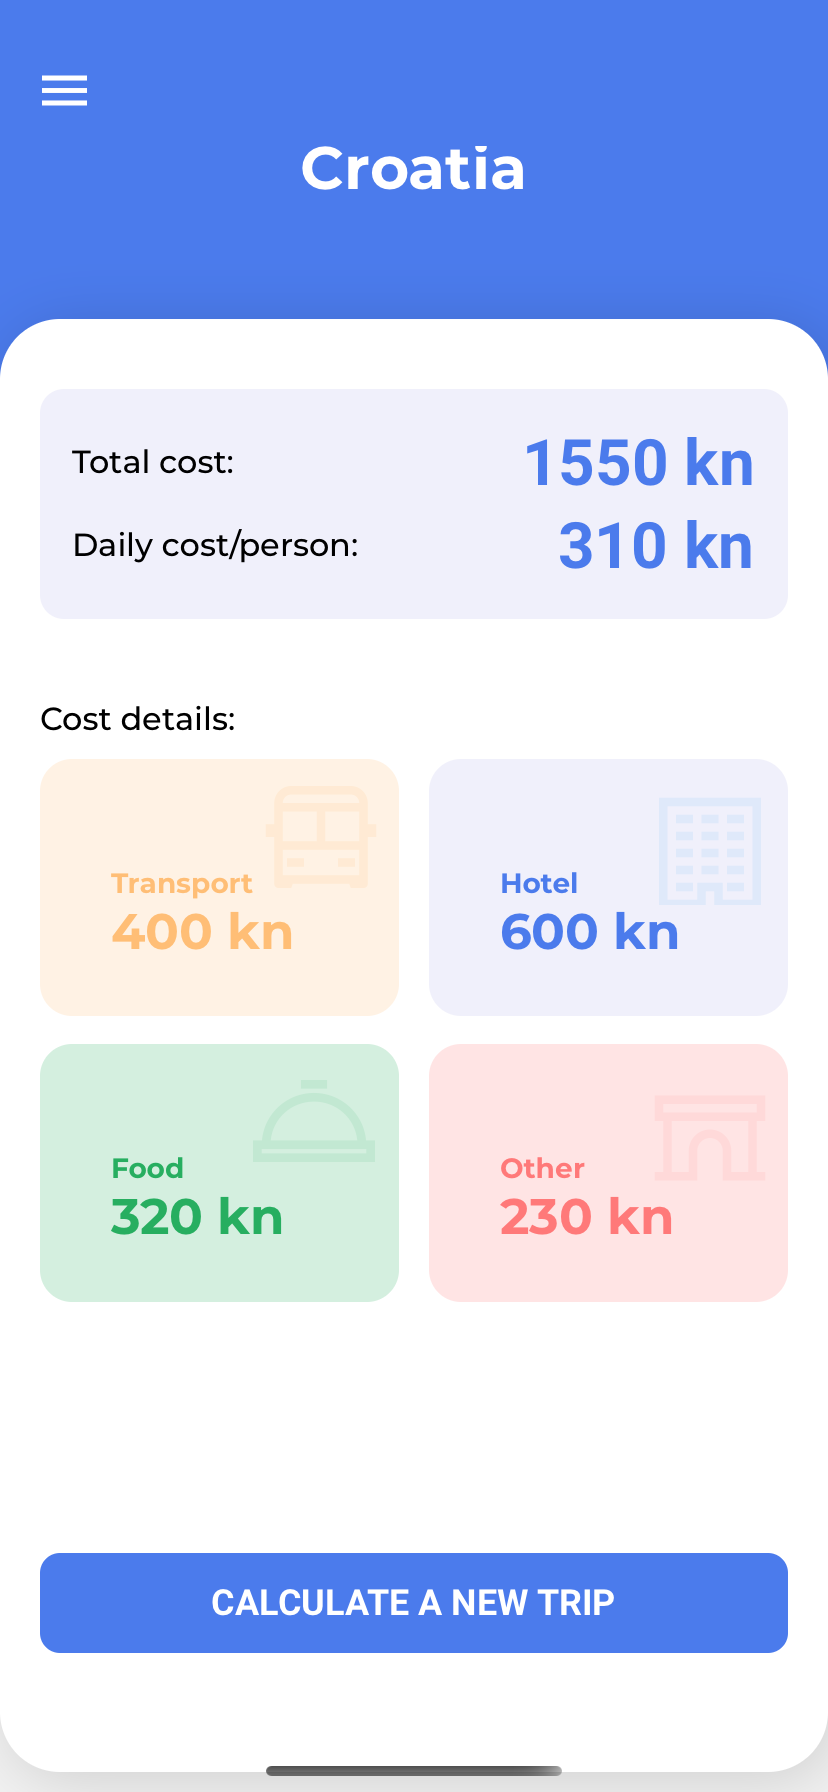 Croatia
Total cost: 1550 kn
Daily cost/person: 310 kn
Cost details:
Transport
400 kn
Hotel
600 kn
Food
320 kn
Other
230 kn
CALCULATE A NEW TRIP